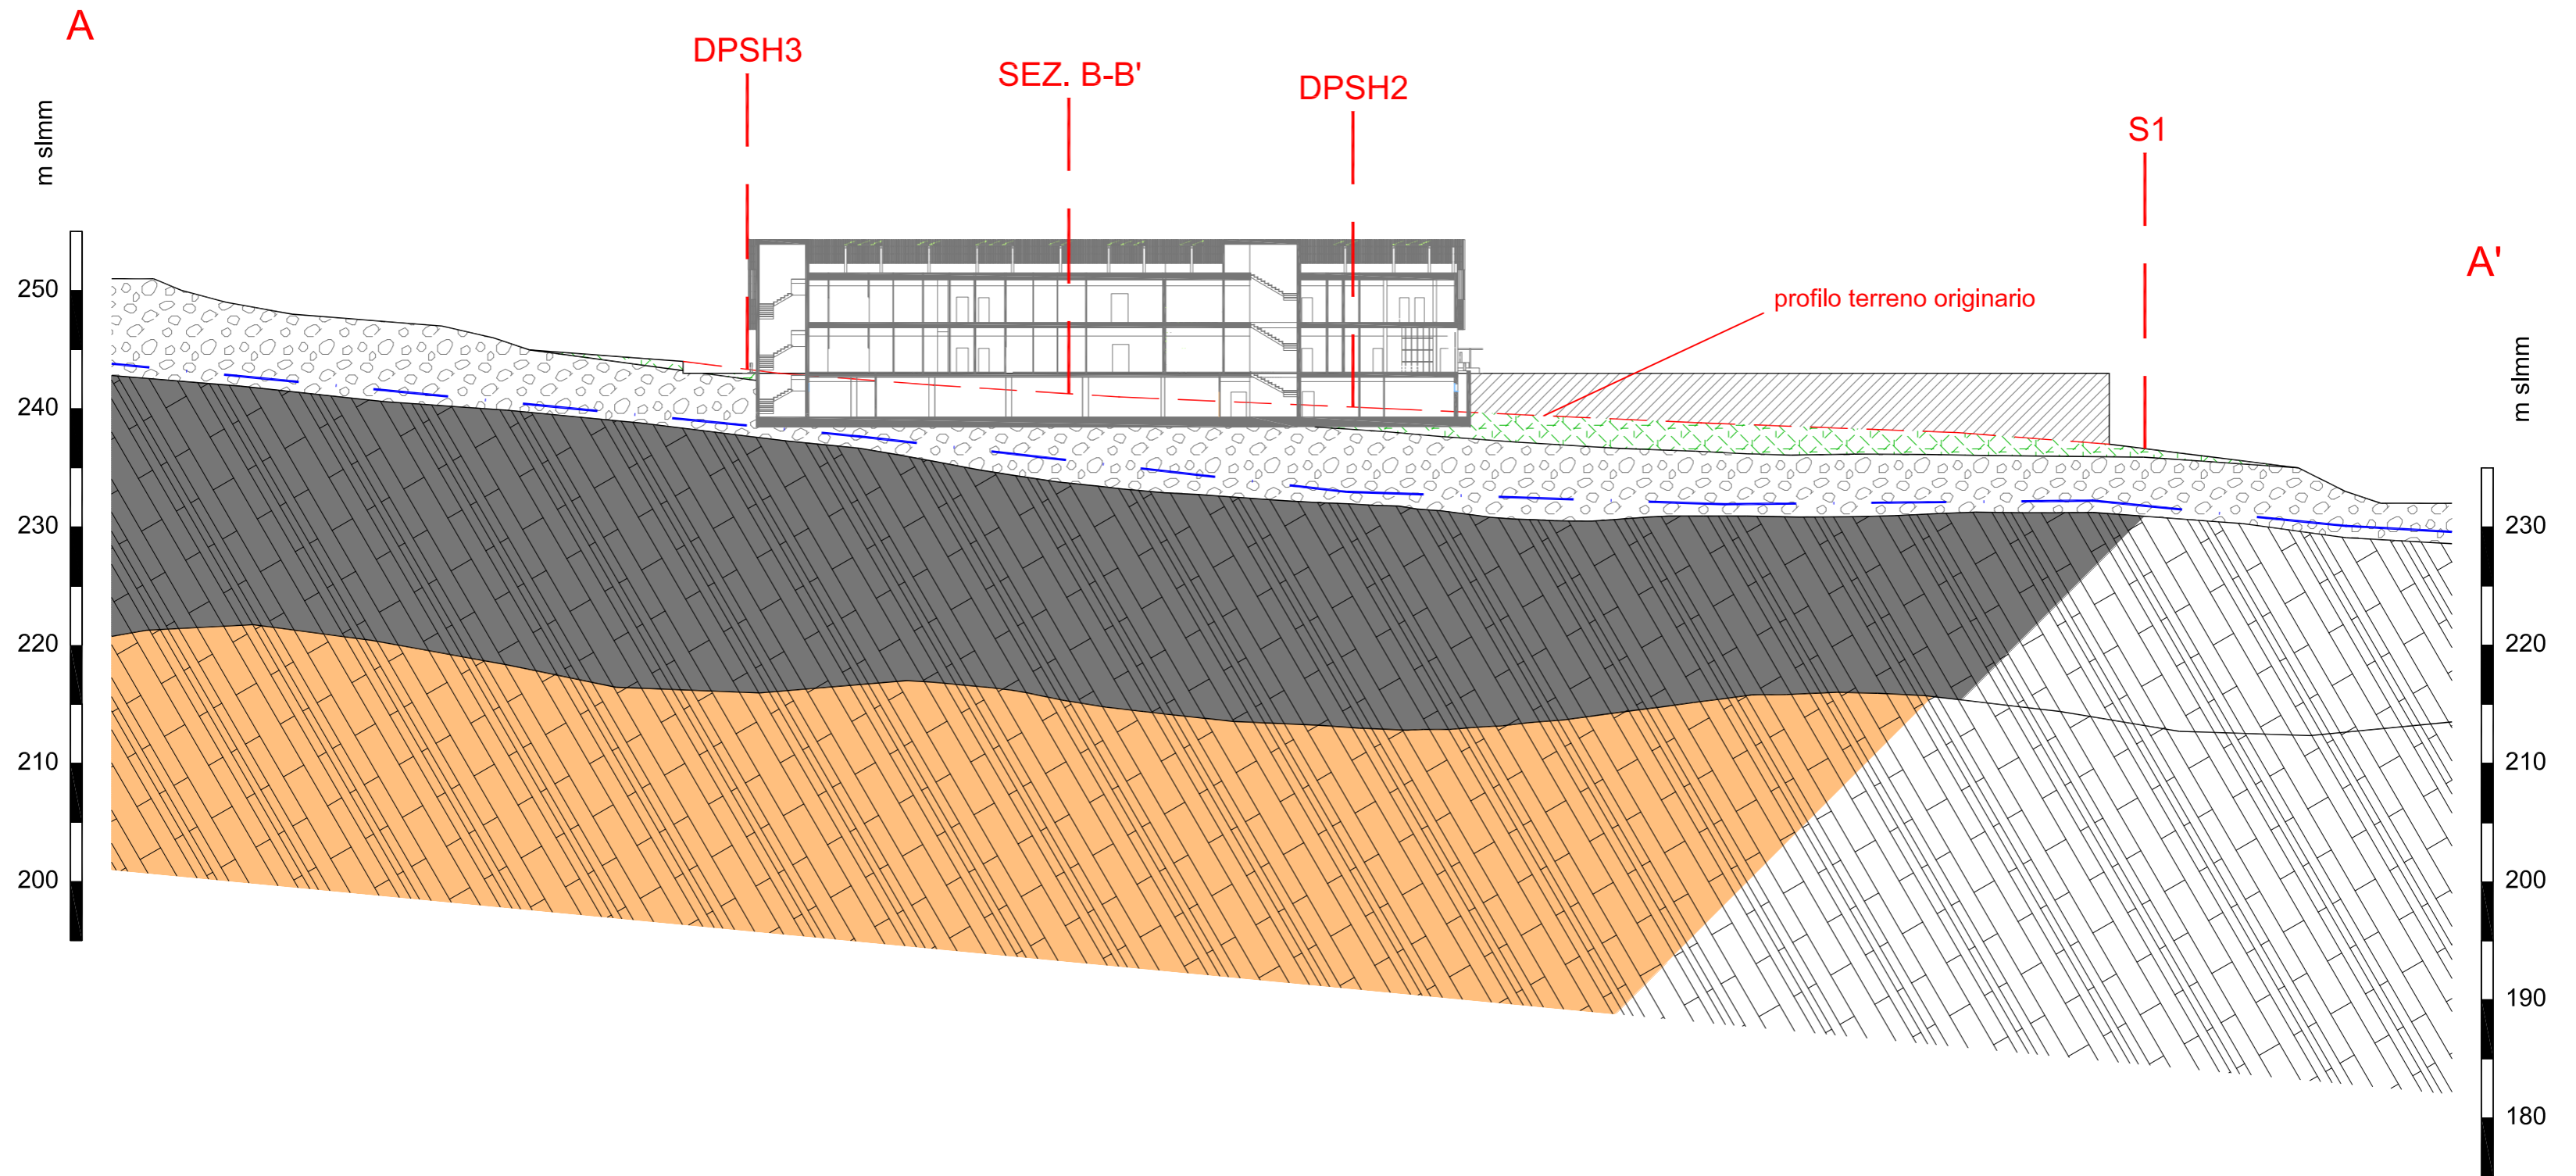 A
DPSH3
SEZ. B-B'
DPSH2
S1
A'
m slmm
profilo terreno originario
m slmm
250
240
230
220
210
200
230
220
210
200
190
180